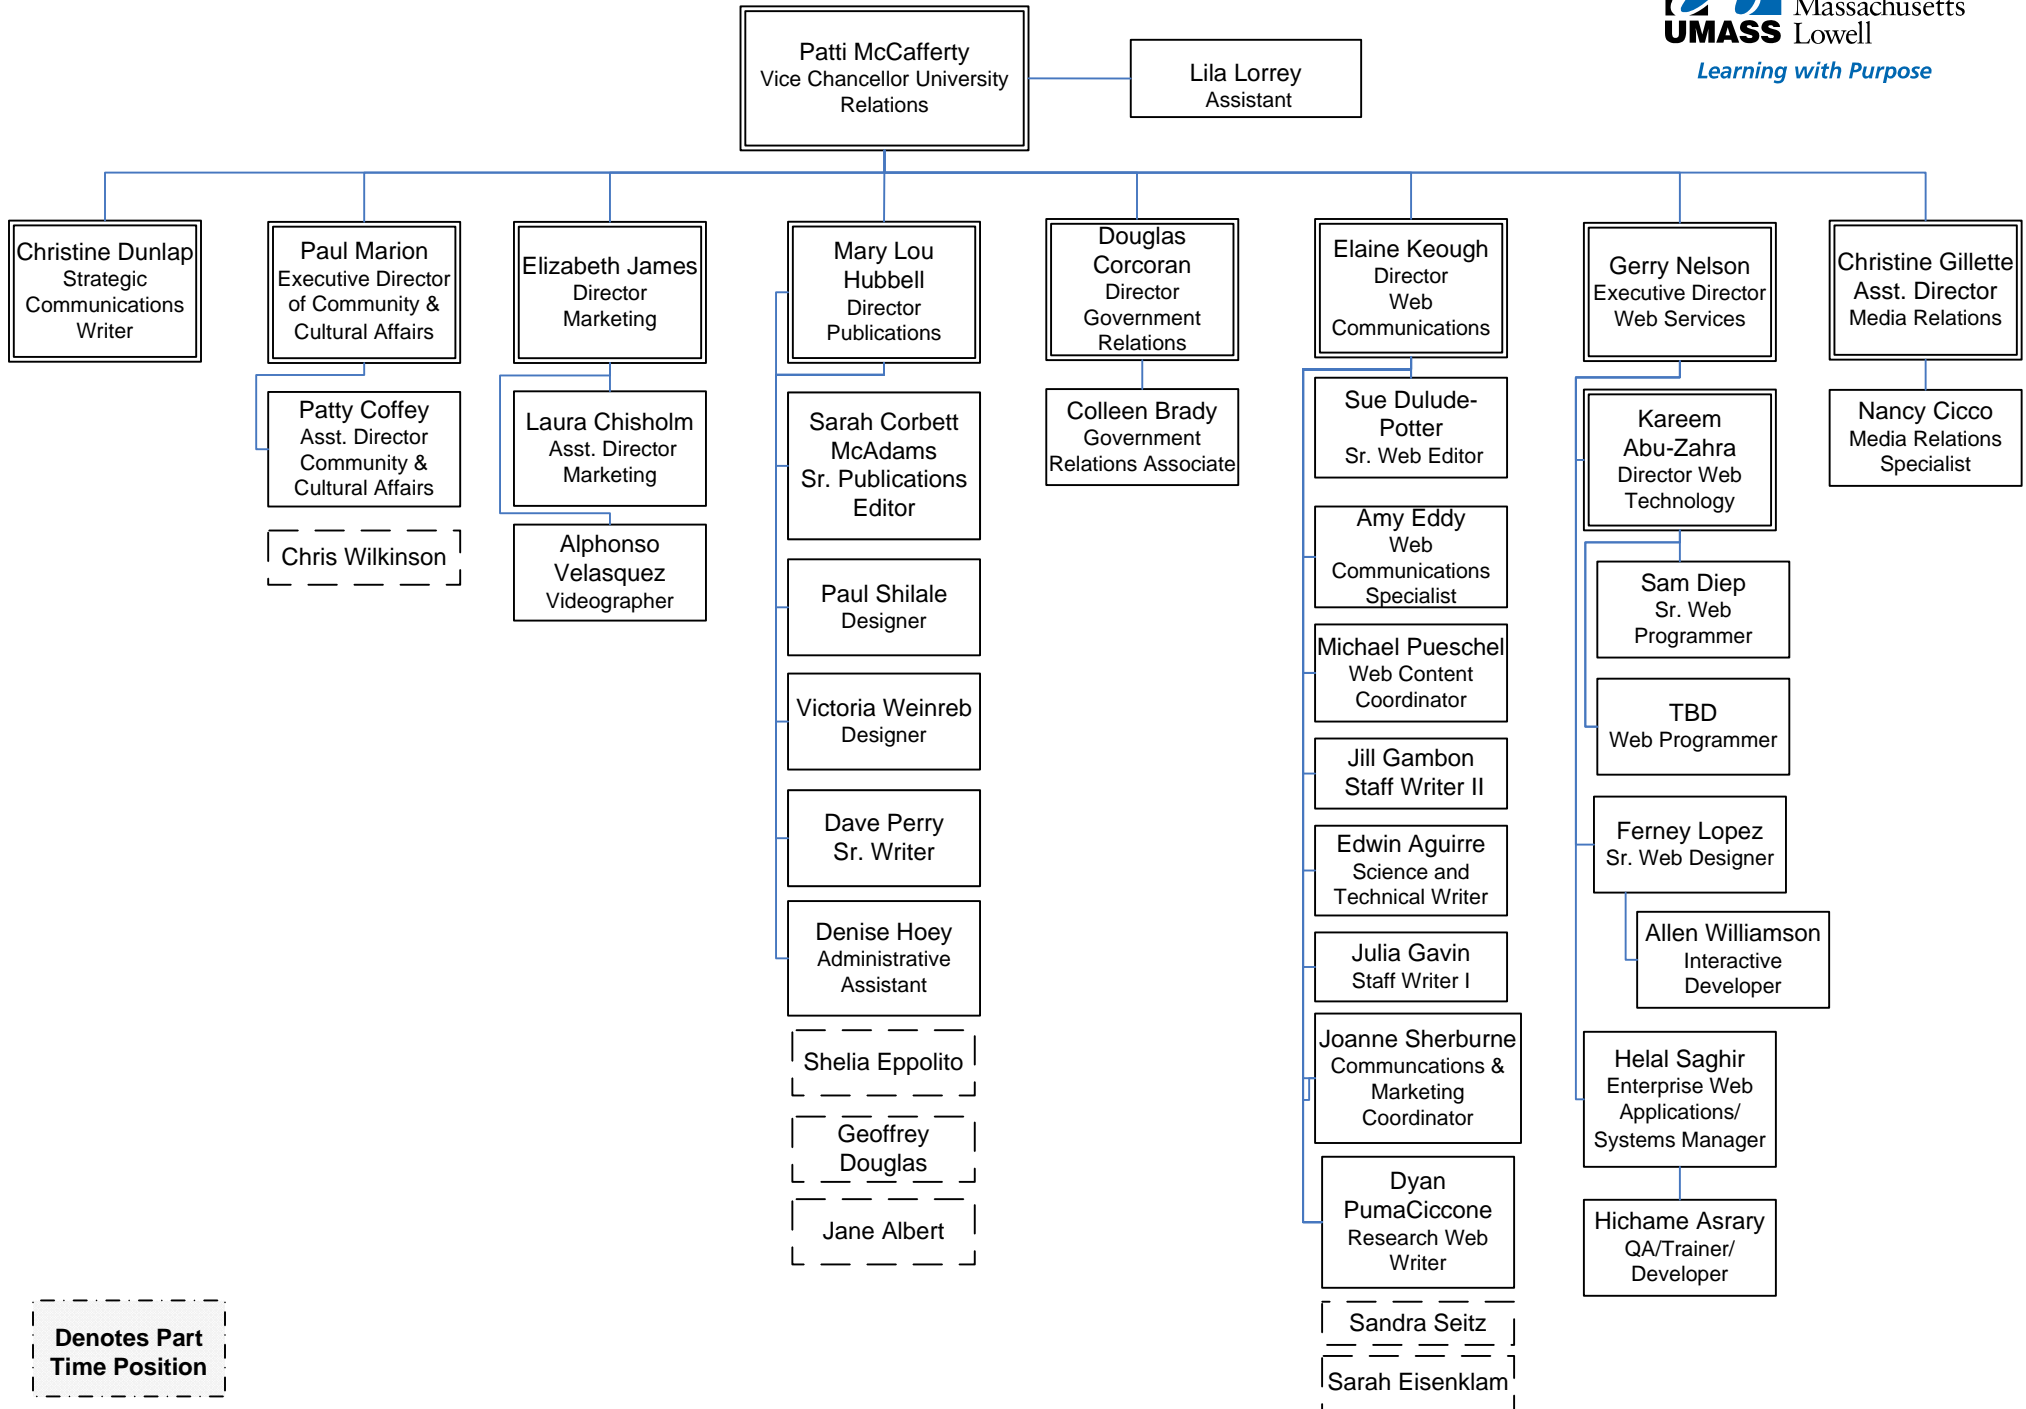 Massachusetts
UMASS Lowell
Learning with Purpose
Patti McCafferty
Vice Chancellor University
Relations
Lila Lorrey
Assistant
Christine Dunlap
Strategic
Communications
Writer
Paul Marion
Executive Director
of Community &
Cultural Affairs
Elizabeth James
Director
Marketing
Mary Lou
Hubbell
Director
Publications
Douglas
Corcoran
Director
Government
Relations
Elaine Keough
Director
Web
Communications
Gerry Nelson
Executive Director
Web Services
Christine Gillette
Asst. Director
Media Relations
Patty Coffey
Asst. Director
Community &
Cultural Affairs
Chris Wilkinson
Laura Chisholm
Asst. Director
Marketing
Alphonso
Velasquez
Videographer
Sarah Corbett
McAdams
Sr. Publications
Editor
Paul Shilale
Designer
Victoria Weinreb
Designer
Dave Perry
Sr. Writer
Denise Hoey
Administrative
Assistant
Shelia Eppolito
Geoffrey
Douglas
Jane Albert
Colleen Brady
Government
Relations Associate
Sue Dulude-
Potter
Sr. Web Editor
Amy Eddy
Web
Communications
Specialist
Michael Pueschel
Web Content
Coordinator
Jill Gambon
Staff Writer II
Edwin Aguirre
Science and
Technical Writer
Julia Gavin
Staff Writer I
Joanne Sherburne
Communcations &
Marketing
Coordinator
Dyan
PumaCiccone
Research Web
Writer
Sandra Seitz
Sarah Eisenklam
Kareem
Abu-Zahra
Director Web
Technology
Sam Diep
Sr. Web
Programmer
TBD
Web Programmer
Ferney Lopez
Sr. Web Designer
Allen Williamson
Interactive
Developer
Helal Saghir
Enterprise Web
Applications/
Systems Manager
Hichame Asrary
QA/Trainer/
Developer
Nancy Cicco
Media Relations
Specialist
Denotes Part
Time Position